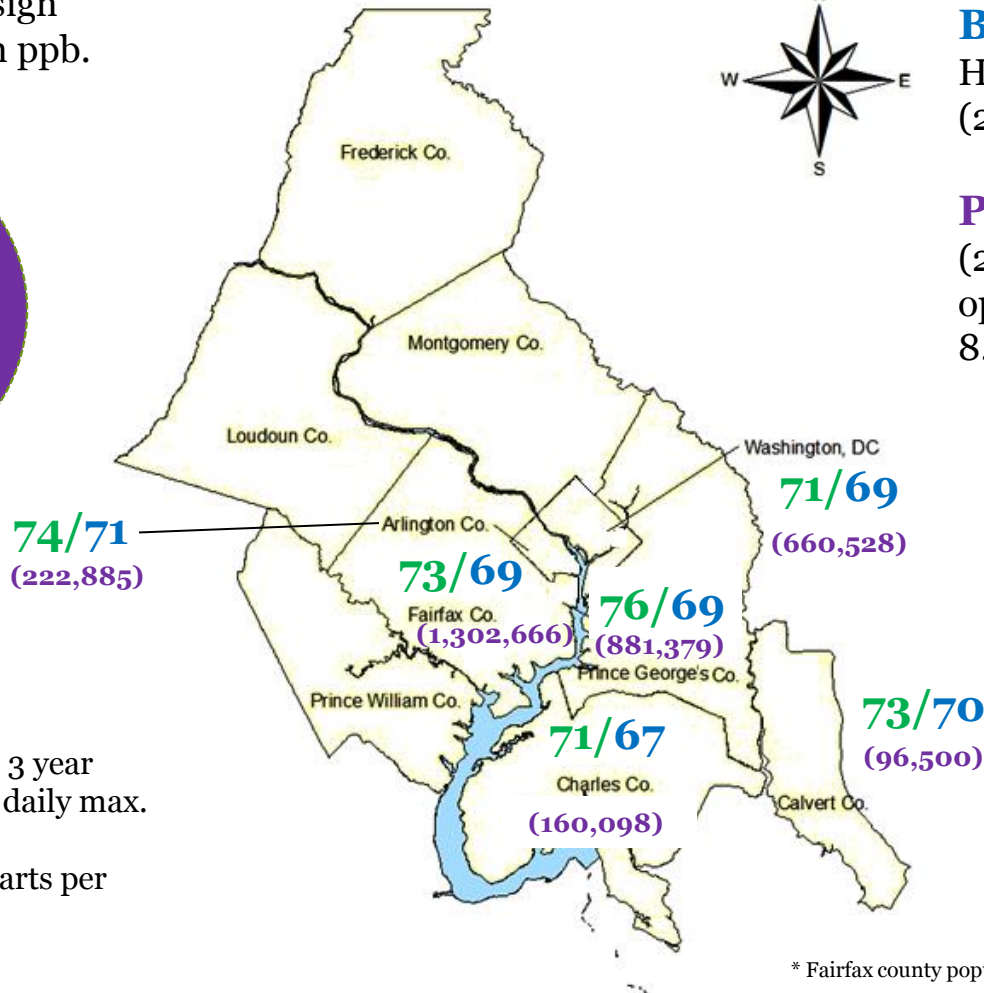 sign
n ppb.
W
E
S
B
H
(2
P
(2
op
8.
Frederick Co.
Montgomery Co.
Loudoun Co.
Washington, DC
71/69
(660,528)
74/71
(222,885)
Arlington Co.
73/69
Fairfax Co.
(1,302,666)
76/69
(881,379)
Prince George's Co.
Prince William Co.
71/67
Charles Co.
(160,098)
73/70
(96,500)
Calvert Co.
3 year
daily max.
arts per
* Fairfax county pop